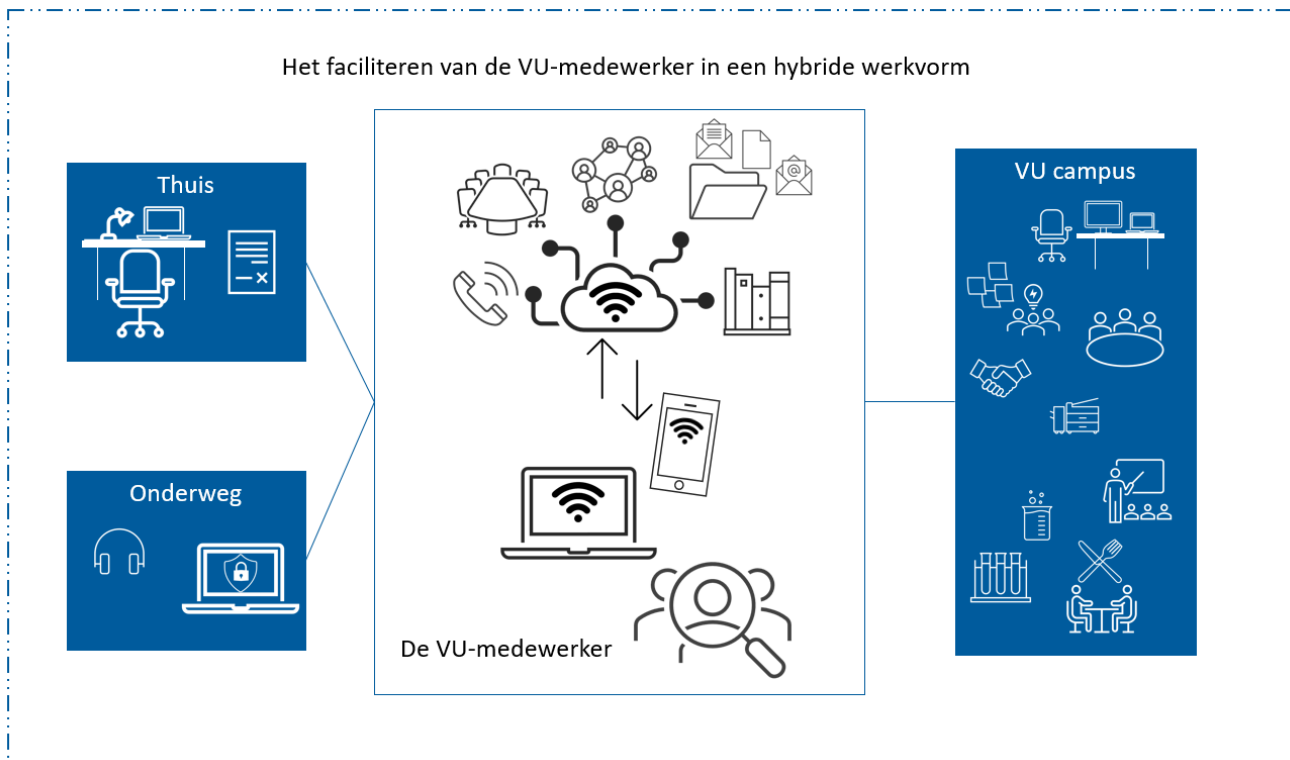 Het faciliteren van de VU-medewerker in een hybride werkvorm
Thuis
Onderweg
De VU-medewerker
VU campus